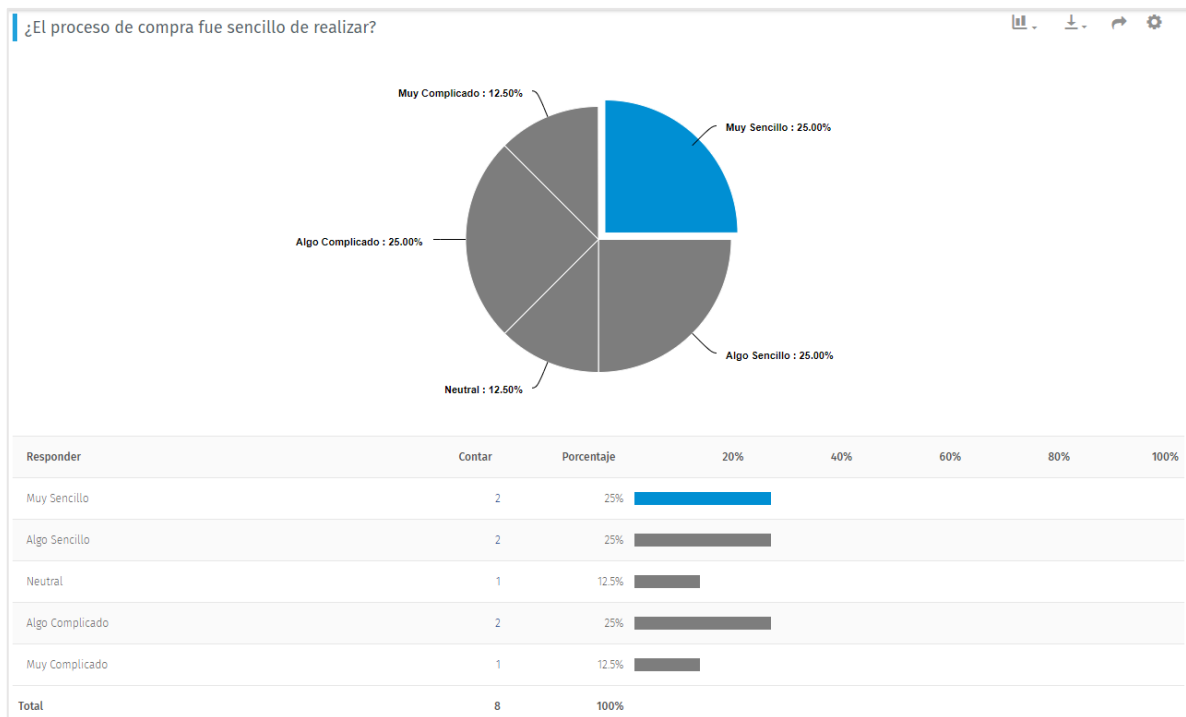 ¿El proceso de compra fue sencillo de realizar?
Muy Complicado : 12.50%
Muy Sencillo : 25.00%
Algo Complicado : 25.00%
Algo Sencillo : 25.00%
Neutral : 12.50%
Responder Contar Porcentaje 20% 40% 60% 80% 100%
Muy Sencillo 2 25%
Algo Sencillo 2 25%
Neutral 1 12.5%
Algo Complicado 2 25%
Muy Complicado 1 12.5%
Total 8 100%